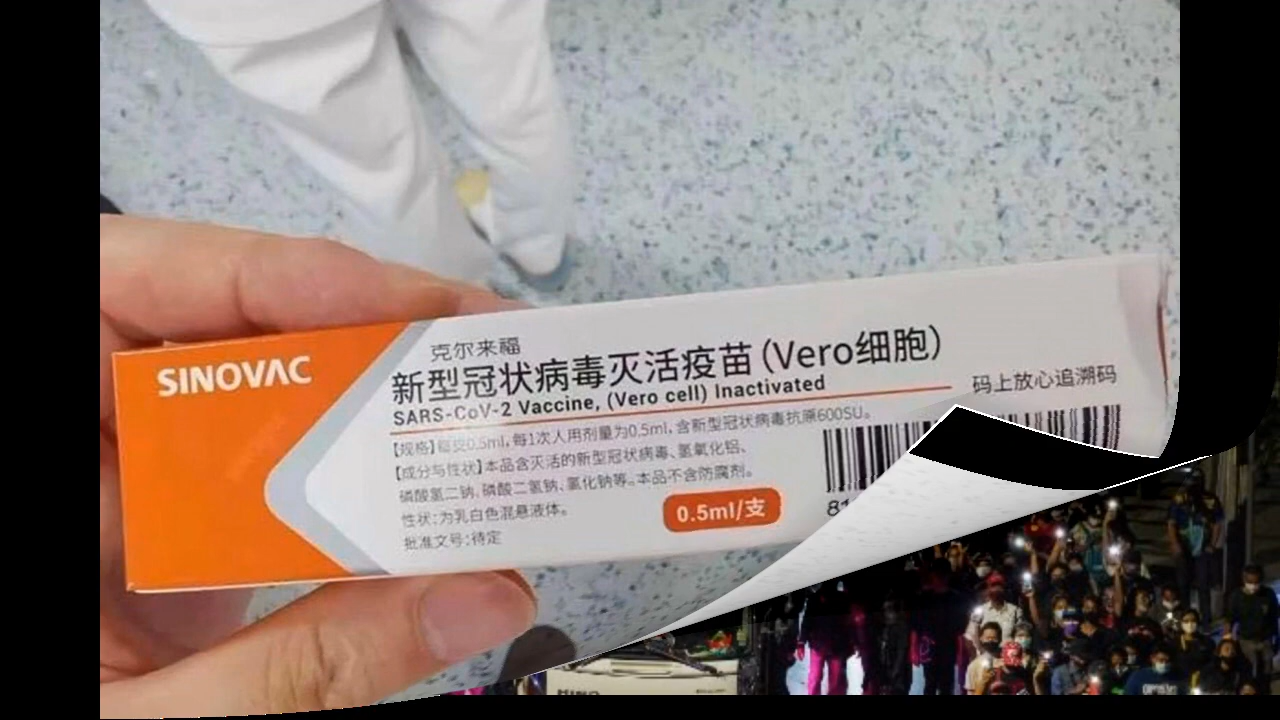 SINOVAC
克尔来福
新型冠状病毒灭活疫苗(Vero细胞)
SARS-CoV-2 Vaccine, (Vero cell) Inactivated
码上放心追溯码
【规格】每支0.5ml,每1次人用剂量为0.5ml,含新型冠状病毒抗原600SU。
【成分与性状】本品含灭活的新型冠状病毒、氢氧化铝、
磷酸氢二钠、磷酸二氢钠、氯化钠等。本品不含防腐剂。
性状:为乳白色混悬液体。
批准文号:待定
0.5ml/支
81
HINO